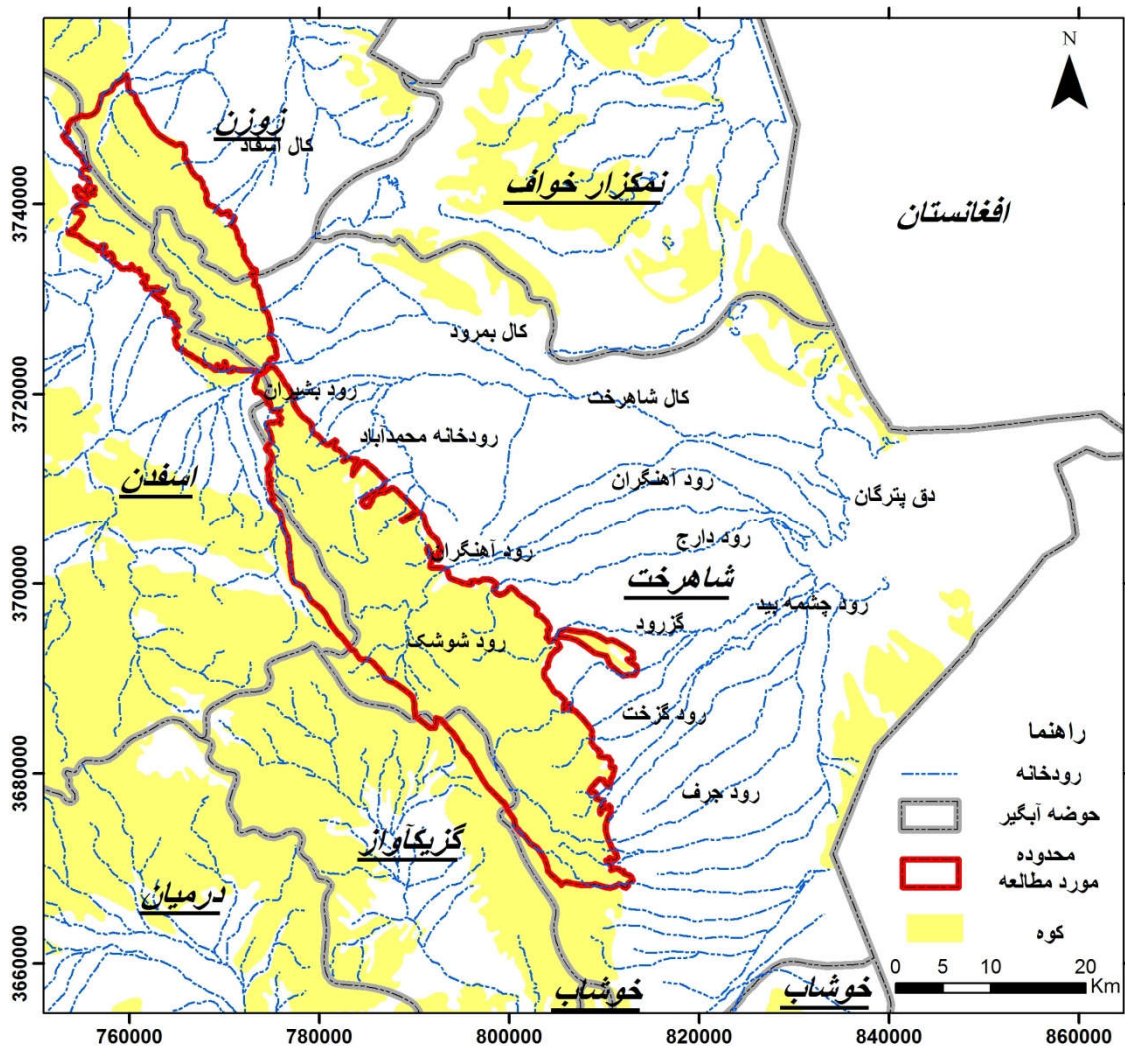 N
زوزن
کال اسفاد
نمکزار خواف
افغانستان
کال بمرود
رود بشیران
کال شاهرخت
رودخانه محمدآباد
اسفدن
رود آهنگران
دق پترگان
رود دارج
رود آهنگران
شاهرخت
رود چشمه بید
گزرود
رود شوشک
رود گزخت
رود جرف
گزیکآواز
درمیان
خوشاب
خوشاب
راهنما
رودخانه
حوضه آبگیر
محدوده
مورد مطالعه
کوه
0 5 10 20
Km
3740000
3720000
3700000
3680000
3660000
760000 780000 800000 820000 840000 860000